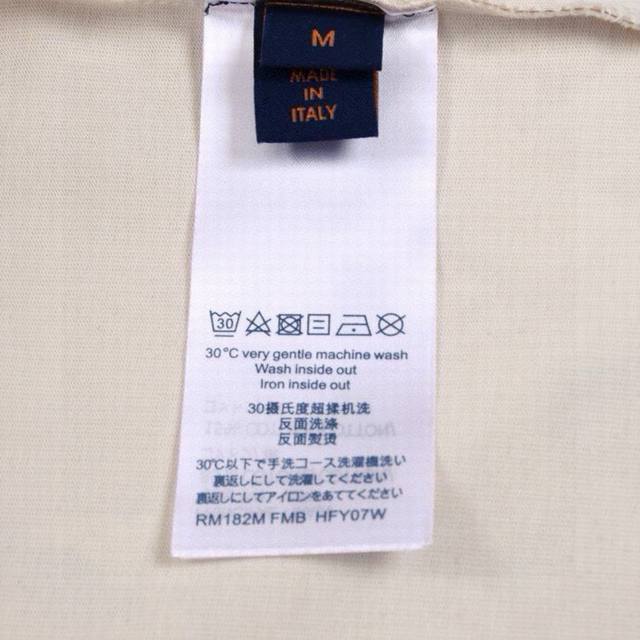 M
MADE
IN
ITALY
30
30°C very gentle machine wash
Wash inside out
Iron inside out
30摄氏度超揉机洗
反面洗涤
反面熨烫
30℃以下で手洗コース洗濯機洗い
裏返しにして洗濯してください
裏返しにしてアイロンをあててください
RM182M FMB HFY07W